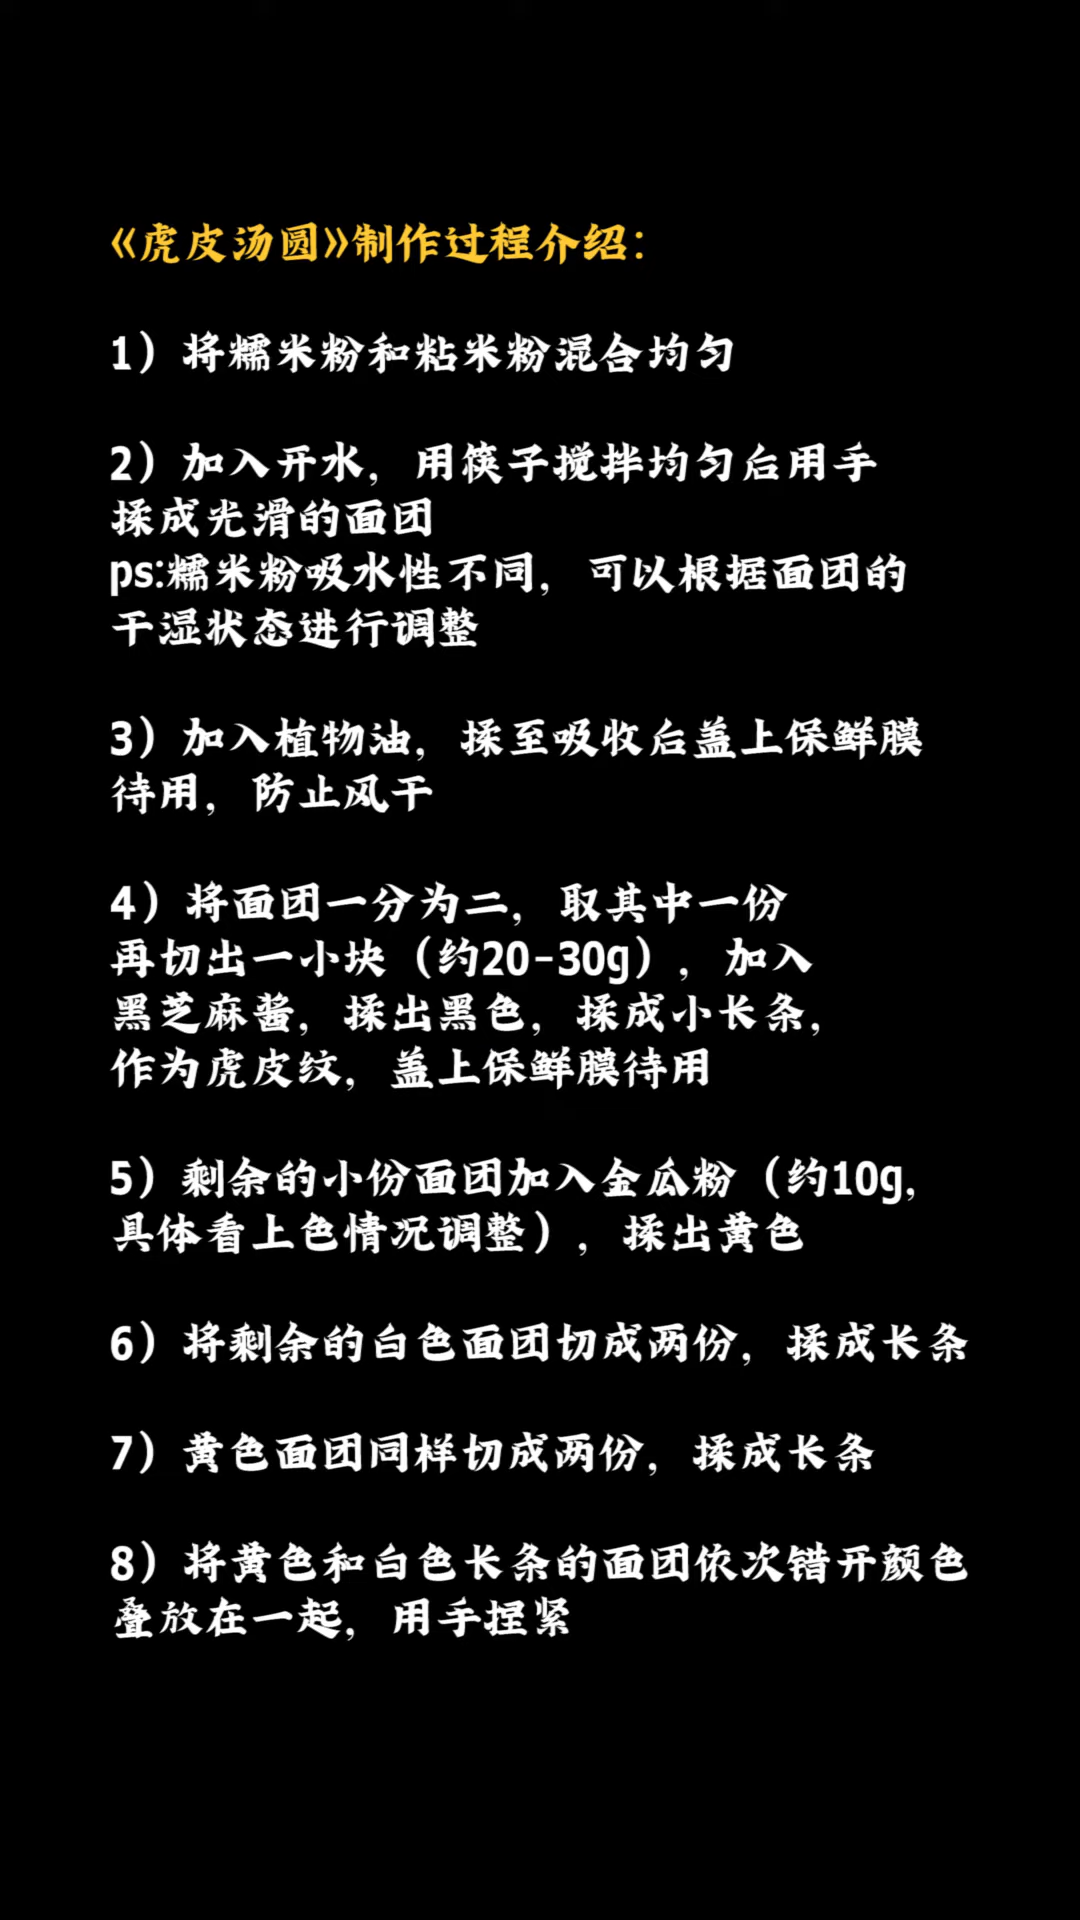 《虎皮汤圆》制作过程介绍：
1）将糯米粉和粘米粉混合均匀
2）加入开水，用筷子搅拌均匀后用手
揉成光滑的面团
ps:糯米粉吸水性不同，可以根据面团的
干湿状态进行调整
3）加入植物油，揉至吸收后盖上保鲜膜
待用，防止风干
4）将面团一分为二，取其中一份
再切出一小块（约20-30g），加入
黑芝麻酱，揉出黑色，揉成小长条，
作为虎皮纹，盖上保鲜膜待用
5）剩余的小份面团加入金瓜粉（约10g，
具体看上色情况调整），揉出黄色
6）将剩余的白色面团切成两份，揉成长条
7）黄色面团同样切成两份，揉成长条
8）将黄色和白色长条的面团依次错开颜色
叠放在一起，用手捏紧